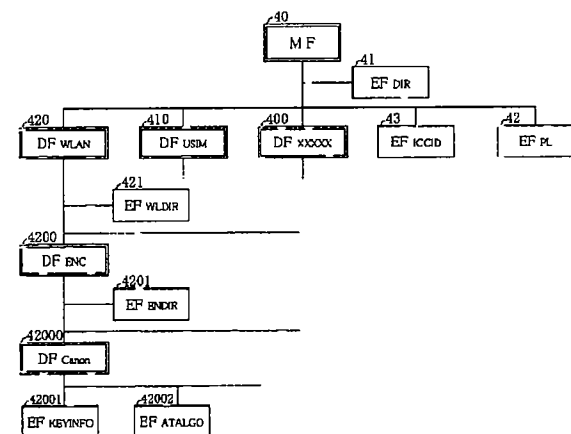 40
MF
41
EF DIR
420 410 400 43 42
DF WLAN DF USIM DF XXXXX EF ICCID EF PL
421
EF WLDIR
4200
DF ENC
4201
EF ENDIR
42000
DF Canon
42001 42002
EF KEYINFO EF ATALGO